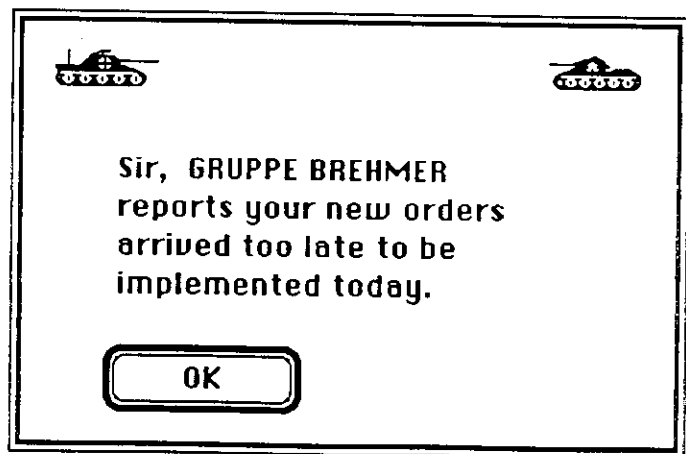 Sir, GRUPPE BREHMER
reports your new orders
arrived too late to be
implemented today.
OK